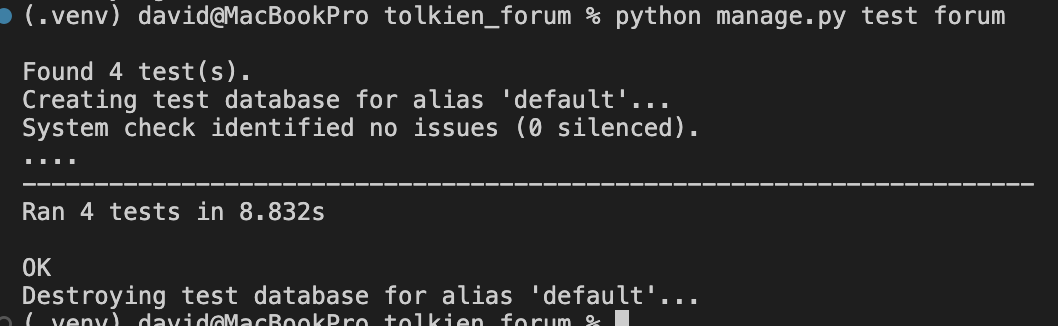 (.venv) david@MacBookPro tolkien_forum % python manage.py test forum
Found 4 test(s).
Creating test database for alias 'default'...
System check identified no issues (0 silenced).
....
----------------------------------------------------------------------
Ran 4 tests in 8.832s
OK
Destroying test database for alias 'default'...
(.venv) david@MacBookPro tolkien_forum %